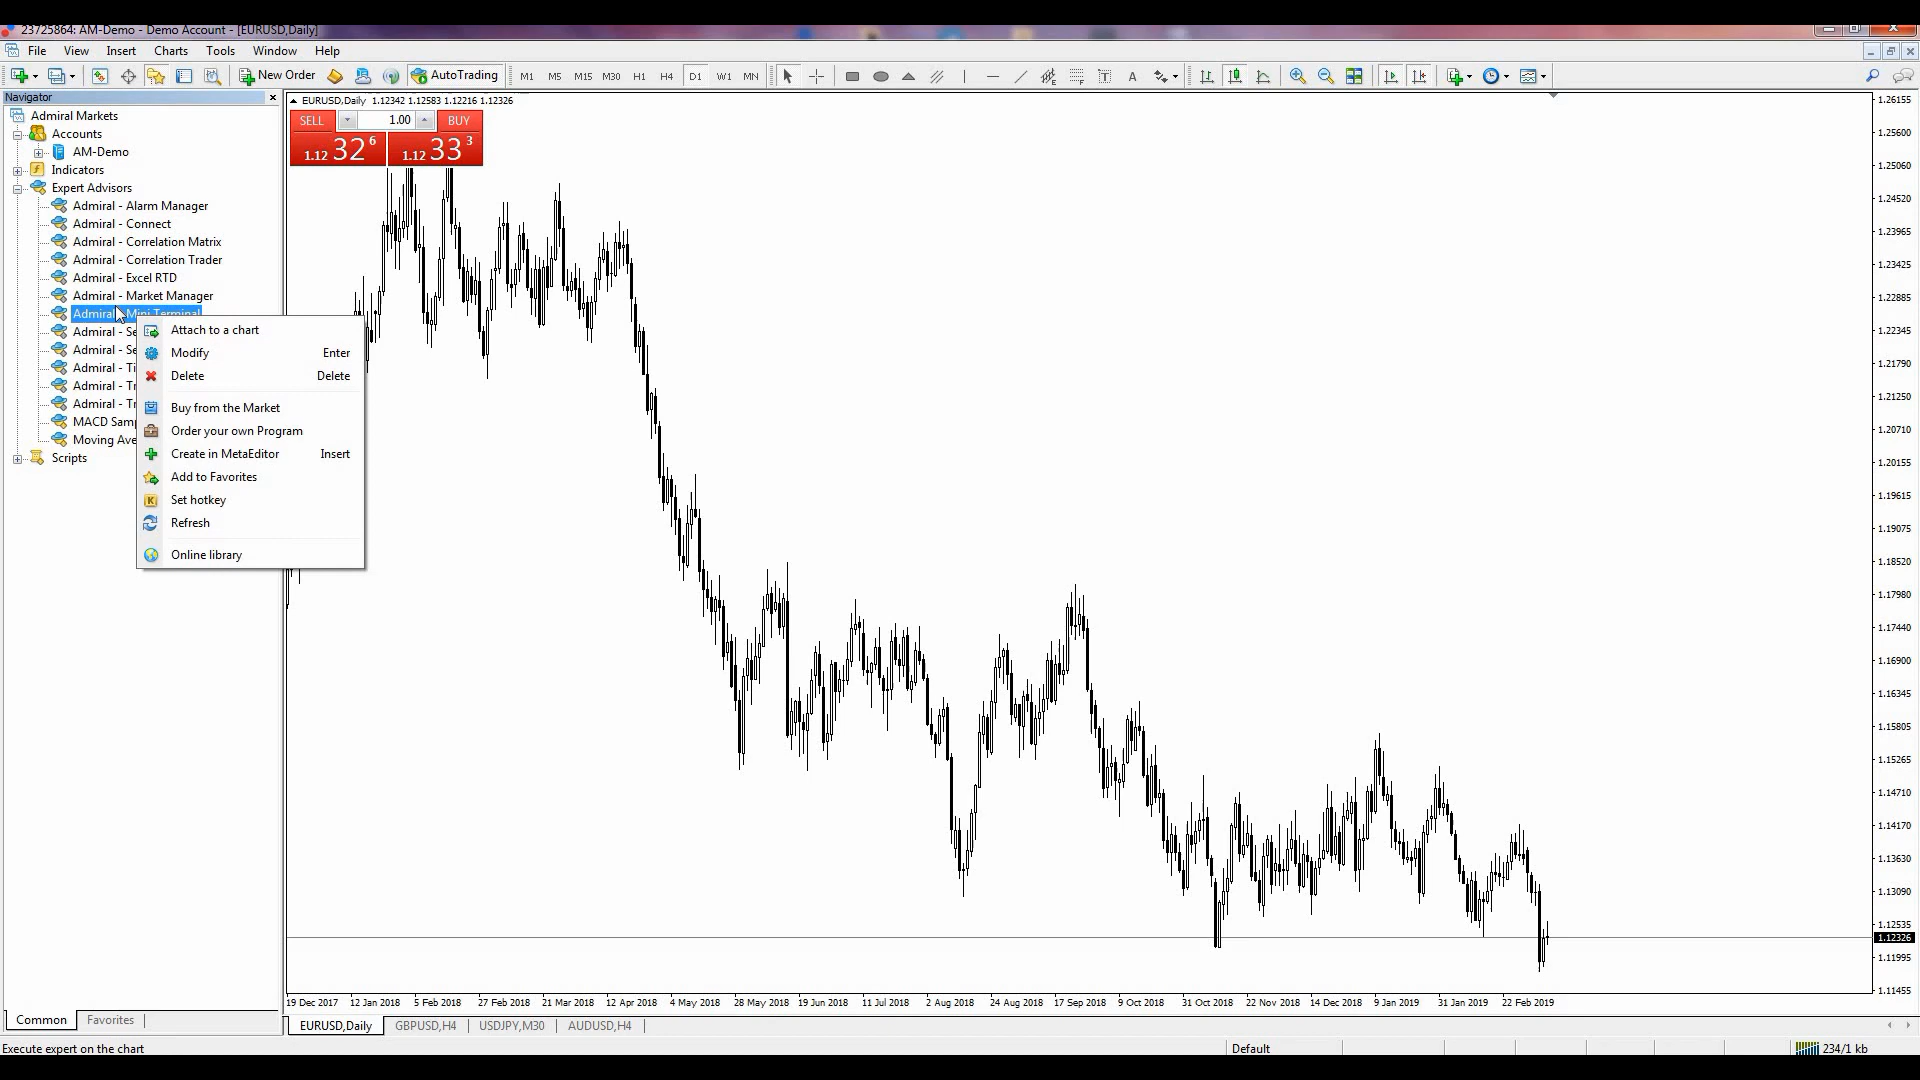 23725864: AM-Demo - Demo Account - [EURUSD,Daily]
File View Insert Charts Tools Window Help
New Order AutoTrading M1 M5 M15 M30 H1 H4 D1 W1 MN A
Navigator
Admiral Markets
Accounts
AM-Demo
Indicators
Expert Advisors
Admiral - Alarm Manager
Admiral - Connect
Admiral - Correlation Matrix
Admiral - Correlation Trader
Admiral - Excel RTD
Admiral - Market Manager
Admiral - Mini Terminal
Admiral - Se
Admiral - Se
Admiral - Ti
Admiral - Tr
Admiral - Tr
MACD Samp
Moving Ave
Scripts
Attach to a chart
Modify Enter
Delete Delete
Buy from the Market
Order your own Program
Create in MetaEditor Insert
Add to Favorites
Set hotkey
Refresh
Online library
EURUSD,Daily 1.12342 1.12583 1.12216 1.12326
SELL 1.00 BUY
1.12 32 6 1.12 33 3
1.26155
1.25600
1.25060
1.24520
1.23965
1.23425
1.22885
1.22345
1.21790
1.21250
1.20710
1.20155
1.19615
1.19075
1.18520
1.17980
1.17440
1.16900
1.16345
1.15805
1.15265
1.14710
1.14170
1.13630
1.13090
1.12535
1.12326
1.11995
1.11455
19 Dec 2017 12 Jan 2018 5 Feb 2018 27 Feb 2018 21 Mar 2018 12 Apr 2018 4 May 2018 28 May 2018 19 Jun 2018 11 Jul 2018 2 Aug 2018 24 Aug 2018 17 Sep 2018 9 Oct 2018 31 Oct 2018 22 Nov 2018 14 Dec 2018 9 Jan 2019 31 Jan 2019 22 Feb 2019
Common Favorites
EURUSD,Daily GBPUSD,H4 USDJPY,M30 AUDUSD,H4
Execute expert on the chart Default 234/1 kb